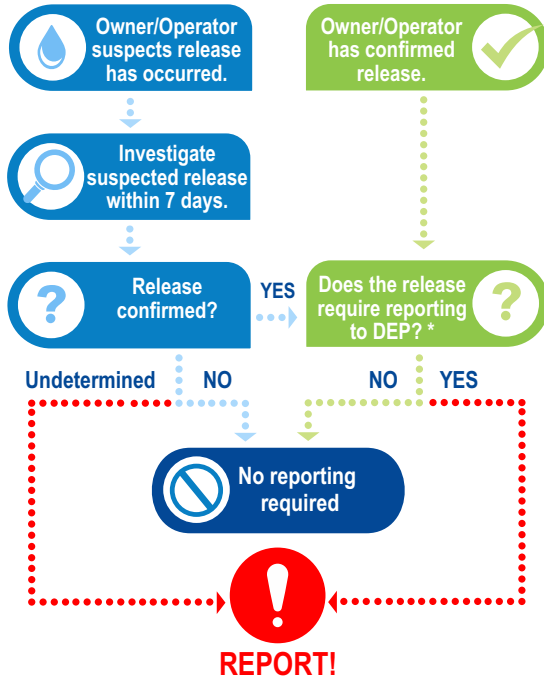 Owner/Operator
suspects release
has occurred.
Owner/Operator
has confirmed
release.
Investigate
suspected release
within 7 days.
?
Release
confirmed?
YES
Does the release
require reporting
to DEP? *
?
Undetermined
NO
NO
YES
No reporting
required
!
REPORT!